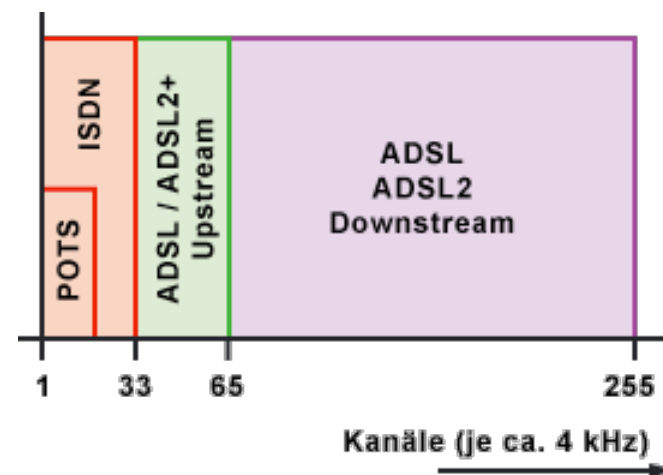 ISDN
POTS
ADSL / ADSL2+
Upstream
ADSL
ADSL2
Downstream
1
33
65
255
Kanäle (je ca. 4 kHz)